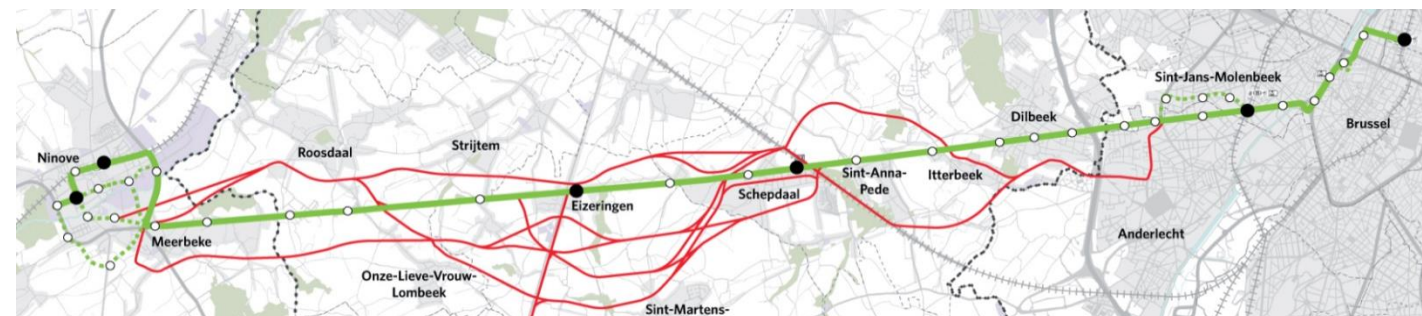 Ninove
Roosdaal
Strijtem
Meerbeke
Onze-Lieve-Vrouw-
Lombeek
Eizeringen
Sint-Martens-
Schepdaal
Sint-Anna-
Pede
Itterbeek
Dilbeek
Sint-Jans-Molenbeek
Anderlecht
Brussel